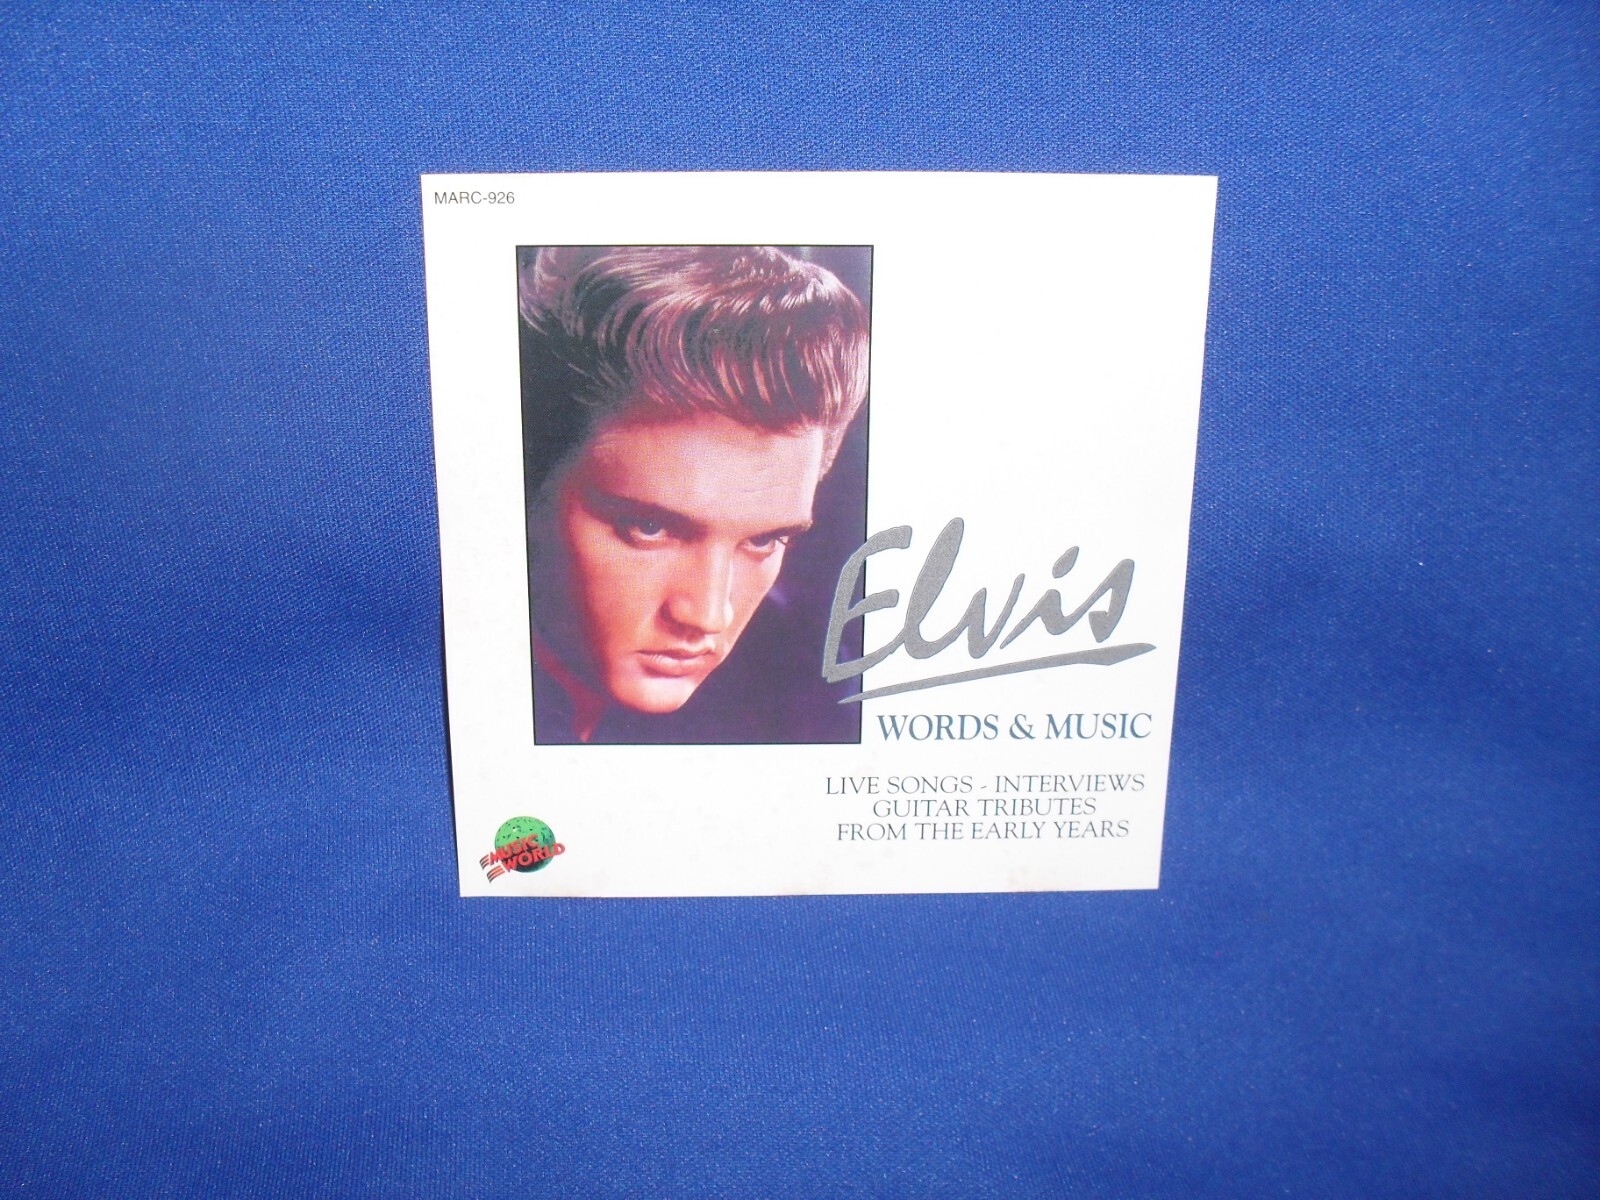 MARC-926
Elvis
WORDS & MUSIC
LIVE SONGS - INTERVIEWS
GUITAR TRIBUTES
FROM THE EARLY YEARS
MUSIC
WORLD